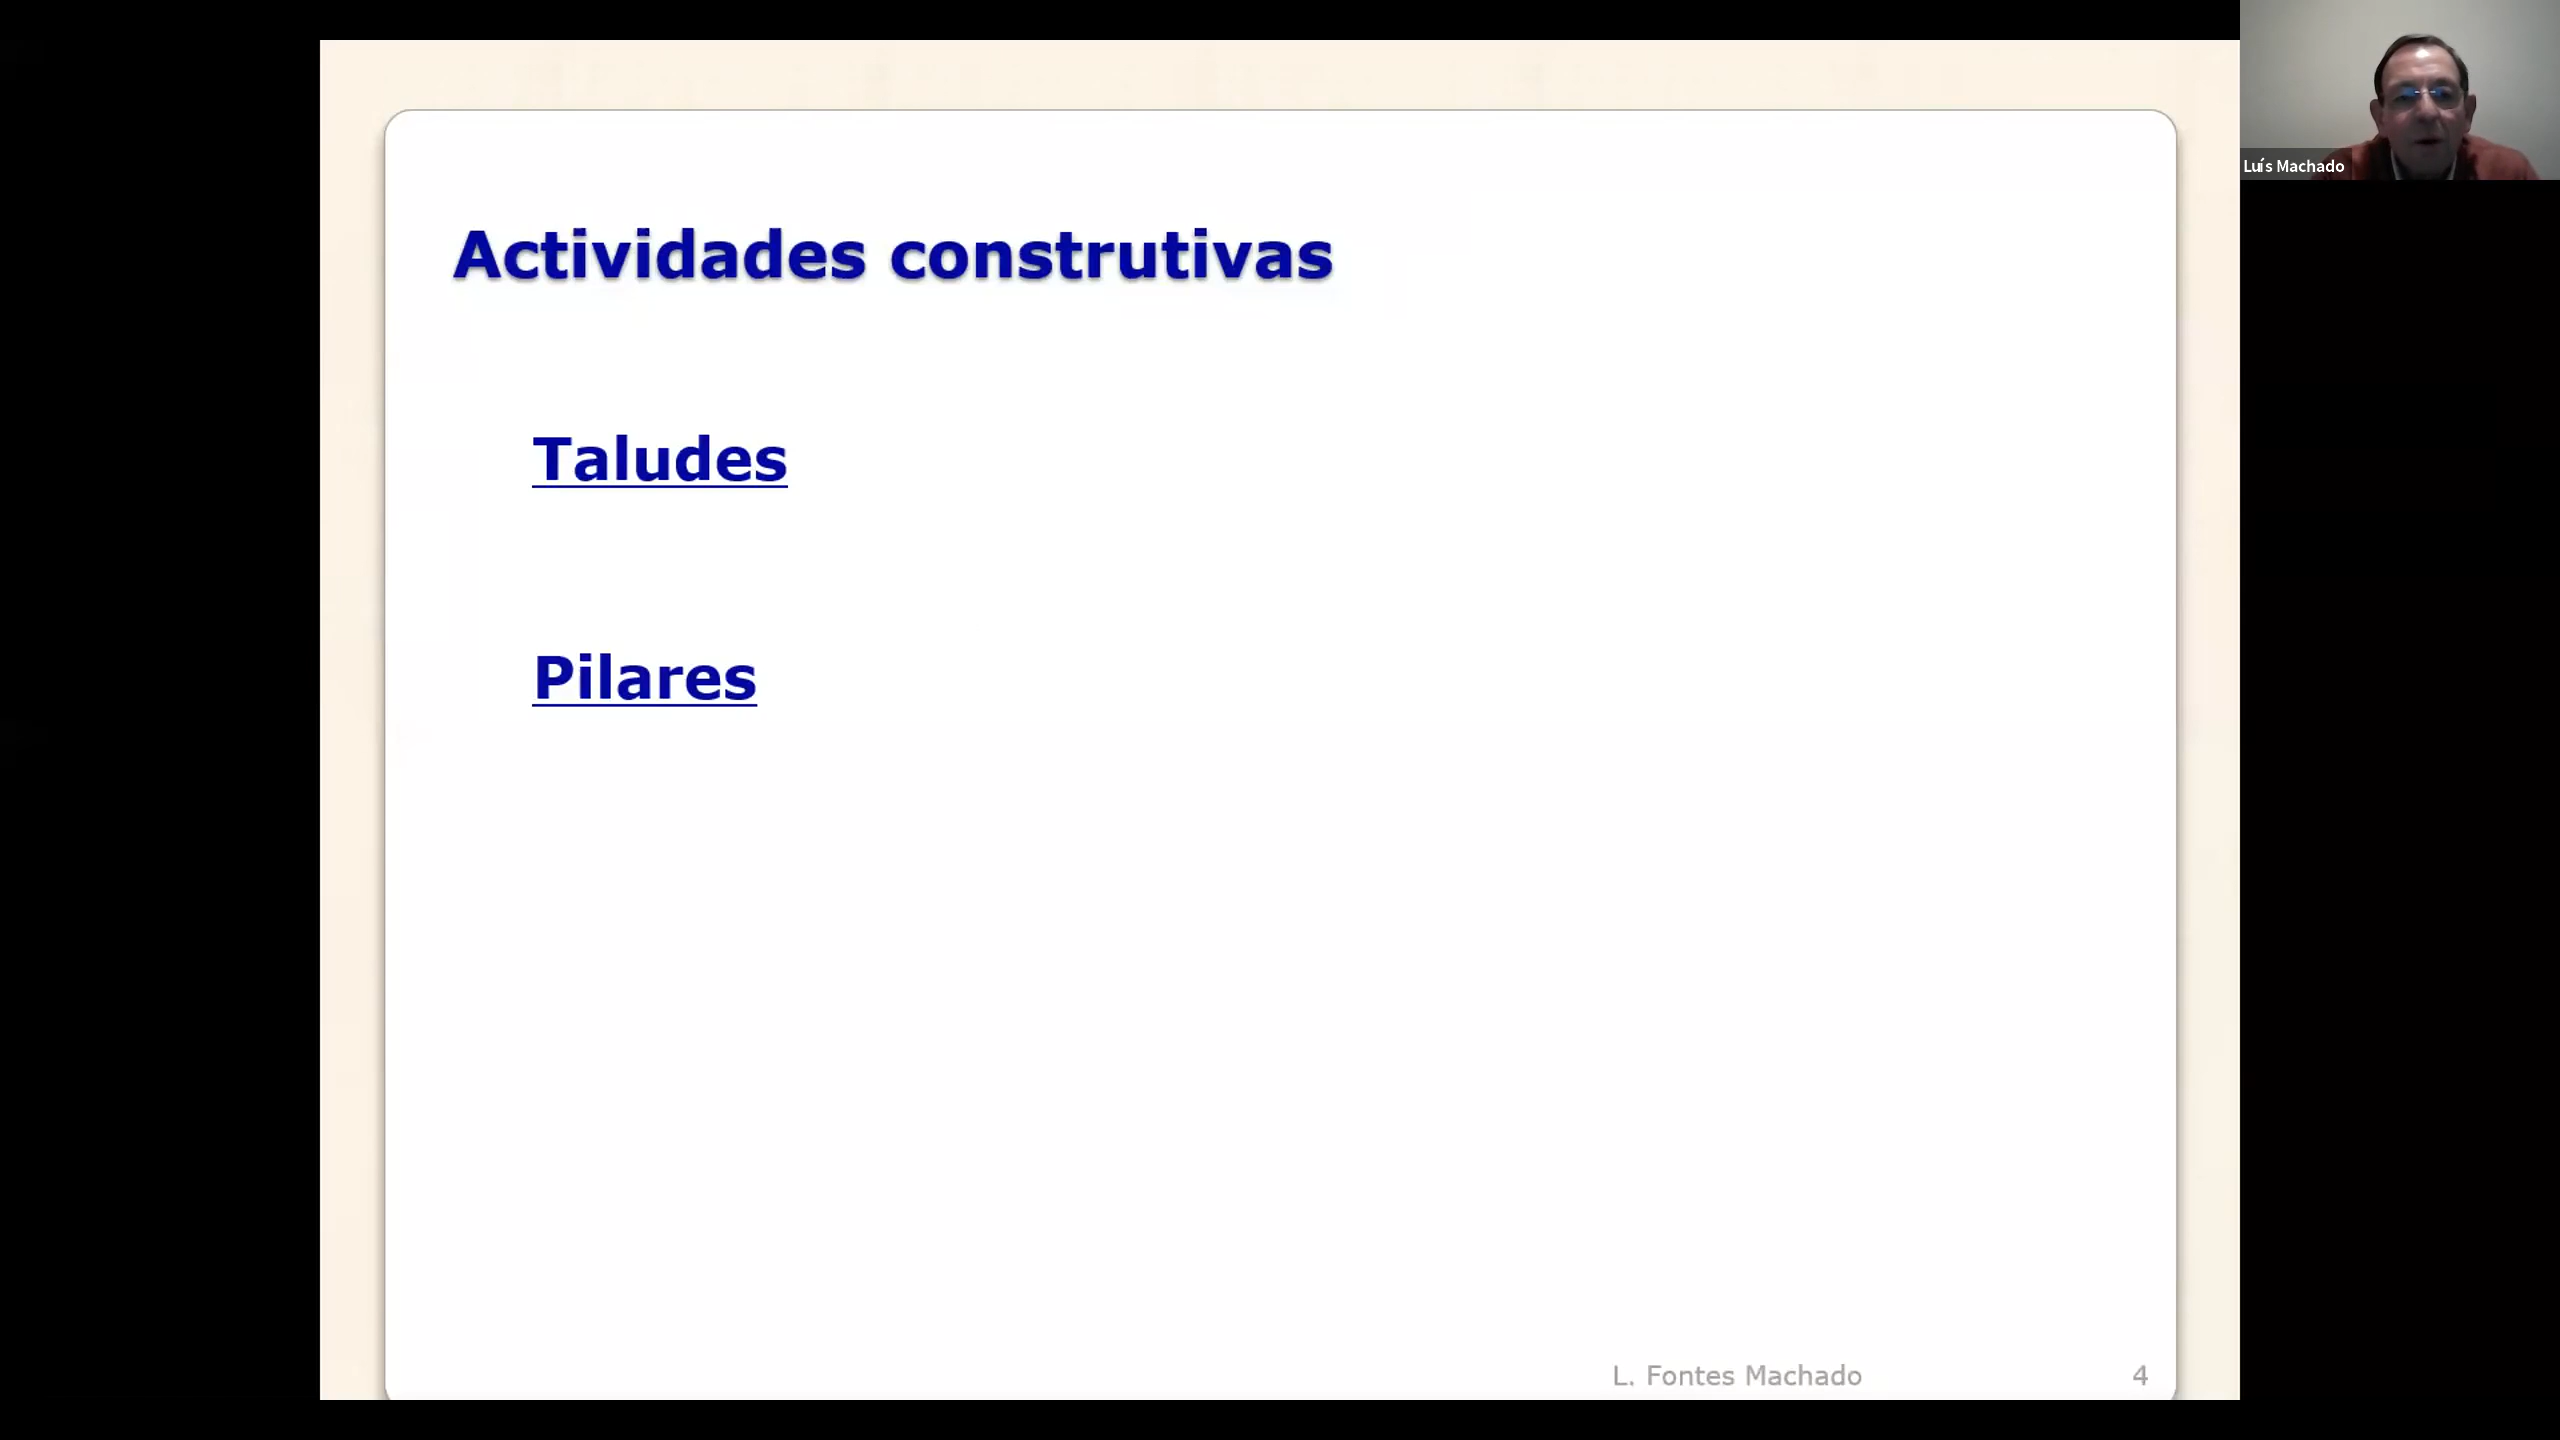 Luís Machado
Actividades construtivas
Taludes
Pilares
L. Fontes Machado
4